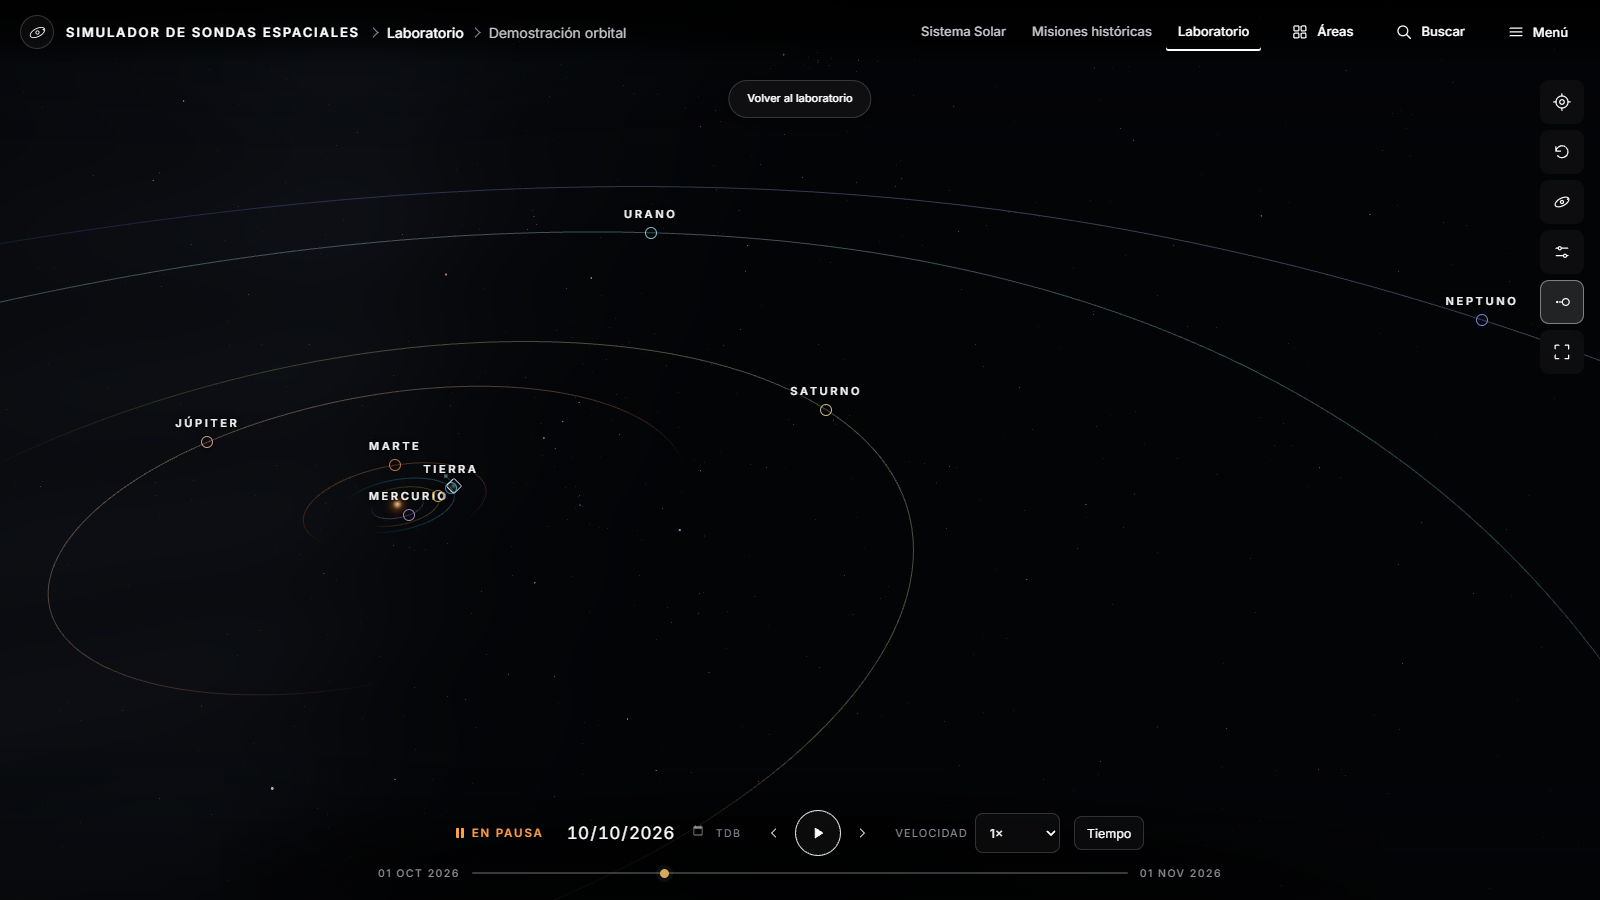 SIMULADOR DE SONDAS ESPACIALES
Laboratorio
Demostración orbital
Sistema Solar
Misiones históricas
Laboratorio
Áreas
Buscar
Menú
Volver al laboratorio
URANO
NEPTUNO
SATURNO
JÚPITER
MARTE
TIERRA
MERCURIO
EN PAUSA
10/10/2026
TDB
VELOCIDAD
1×
Tiempo
01 OCT 2026
01 NOV 2026